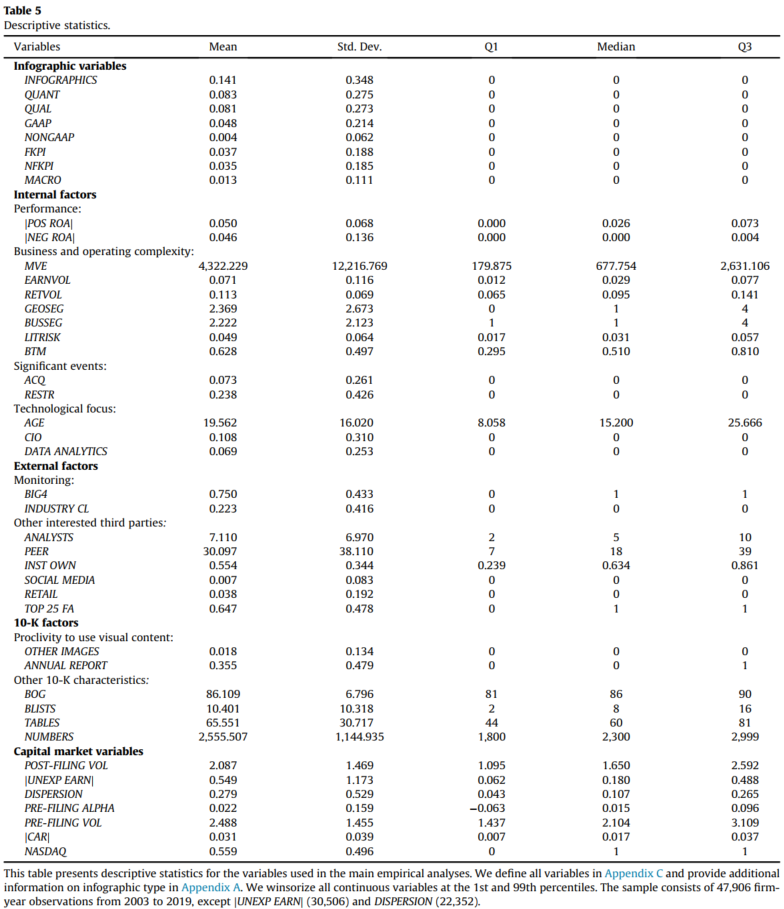 Table 5
Descriptive statistics.
Variables Mean Std. Dev. Q1 Median Q3
Infographic variables
INFOGRAPHICS 0.141 0.348 0 0 0
QUANT 0.083 0.275 0 0 0
QUAL 0.081 0.273 0 0 0
GAAP 0.048 0.214 0 0 0
NONGAAP 0.004 0.062 0 0 0
FKPI 0.037 0.188 0 0 0
NFKPI 0.035 0.185 0 0 0
MACRO 0.013 0.111 0 0 0
Internal factors
Performance:
|POS ROA| 0.050 0.068 0.000 0.026 0.073
|NEG ROA| 0.046 0.136 0.000 0.000 0.004
Business and operating complexity:
MVE 4,322.229 12,216.769 179.875 677.754 2,631.106
EARNVOL 0.071 0.116 0.012 0.029 0.077
RETVOL 0.113 0.069 0.065 0.095 0.141
GEOSEG 2.369 2.673 0 1 4
BUSSEG 2.222 2.123 1 1 4
LITRISK 0.049 0.064 0.017 0.031 0.057
BTM 0.628 0.497 0.295 0.510 0.810
Significant events:
ACQ 0.073 0.261 0 0 0
RESTR 0.238 0.426 0 0 0
Technological focus:
AGE 19.562 16.020 8.058 15.200 25.666
CIO 0.108 0.310 0 0 0
DATA ANALYTICS 0.069 0.253 0 0 0
External factors
Monitoring:
BIG4 0.750 0.433 0 1 1
INDUSTRY CL 0.223 0.416 0 0 0
Other interested third parties:
ANALYSTS 7.110 6.970 2 5 10
PEER 30.097 38.110 7 18 39
INST OWN 0.554 0.344 0.239 0.634 0.861
SOCIAL MEDIA 0.007 0.083 0 0 0
RETAIL 0.038 0.192 0 0 0
TOP 25 FA 0.647 0.478 0 1 1
10-K factors
Proclivity to use visual content:
OTHER IMAGES 0.018 0.134 0 0 0
ANNUAL REPORT 0.355 0.479 0 0 1
Other 10-K characteristics:
BOG 86.109 6.796 81 86 90
BLISTS 10.401 10.318 2 8 16
TABLES 65.551 30.717 44 60 81
NUMBERS 2,555.507 1,144.935 1,800 2,300 2,999
Capital market variables
POST-FILING VOL 2.087 1.469 1.095 1.650 2.592
|UNEXP EARN| 0.549 1.173 0.062 0.180 0.488
DISPERSION 0.279 0.529 0.043 0.107 0.265
PRE-FILING ALPHA 0.022 0.159 −0.063 0.015 0.096
PRE-FILING VOL 2.488 1.455 1.437 2.104 3.109
|CAR| 0.031 0.039 0.007 0.017 0.037
NASDAQ 0.559 0.496 0 1 1
This table presents descriptive statistics for the variables used in the main empirical analyses. We define all variables in Appendix C and provide additional
information on infographic type in Appendix A. We winsorize all continuous variables at the 1st and 99th percentiles. The sample consists of 47,906 firm-
year observations from 2003 to 2019, except |UNEXP EARN| (30,506) and DISPERSION (22,352).